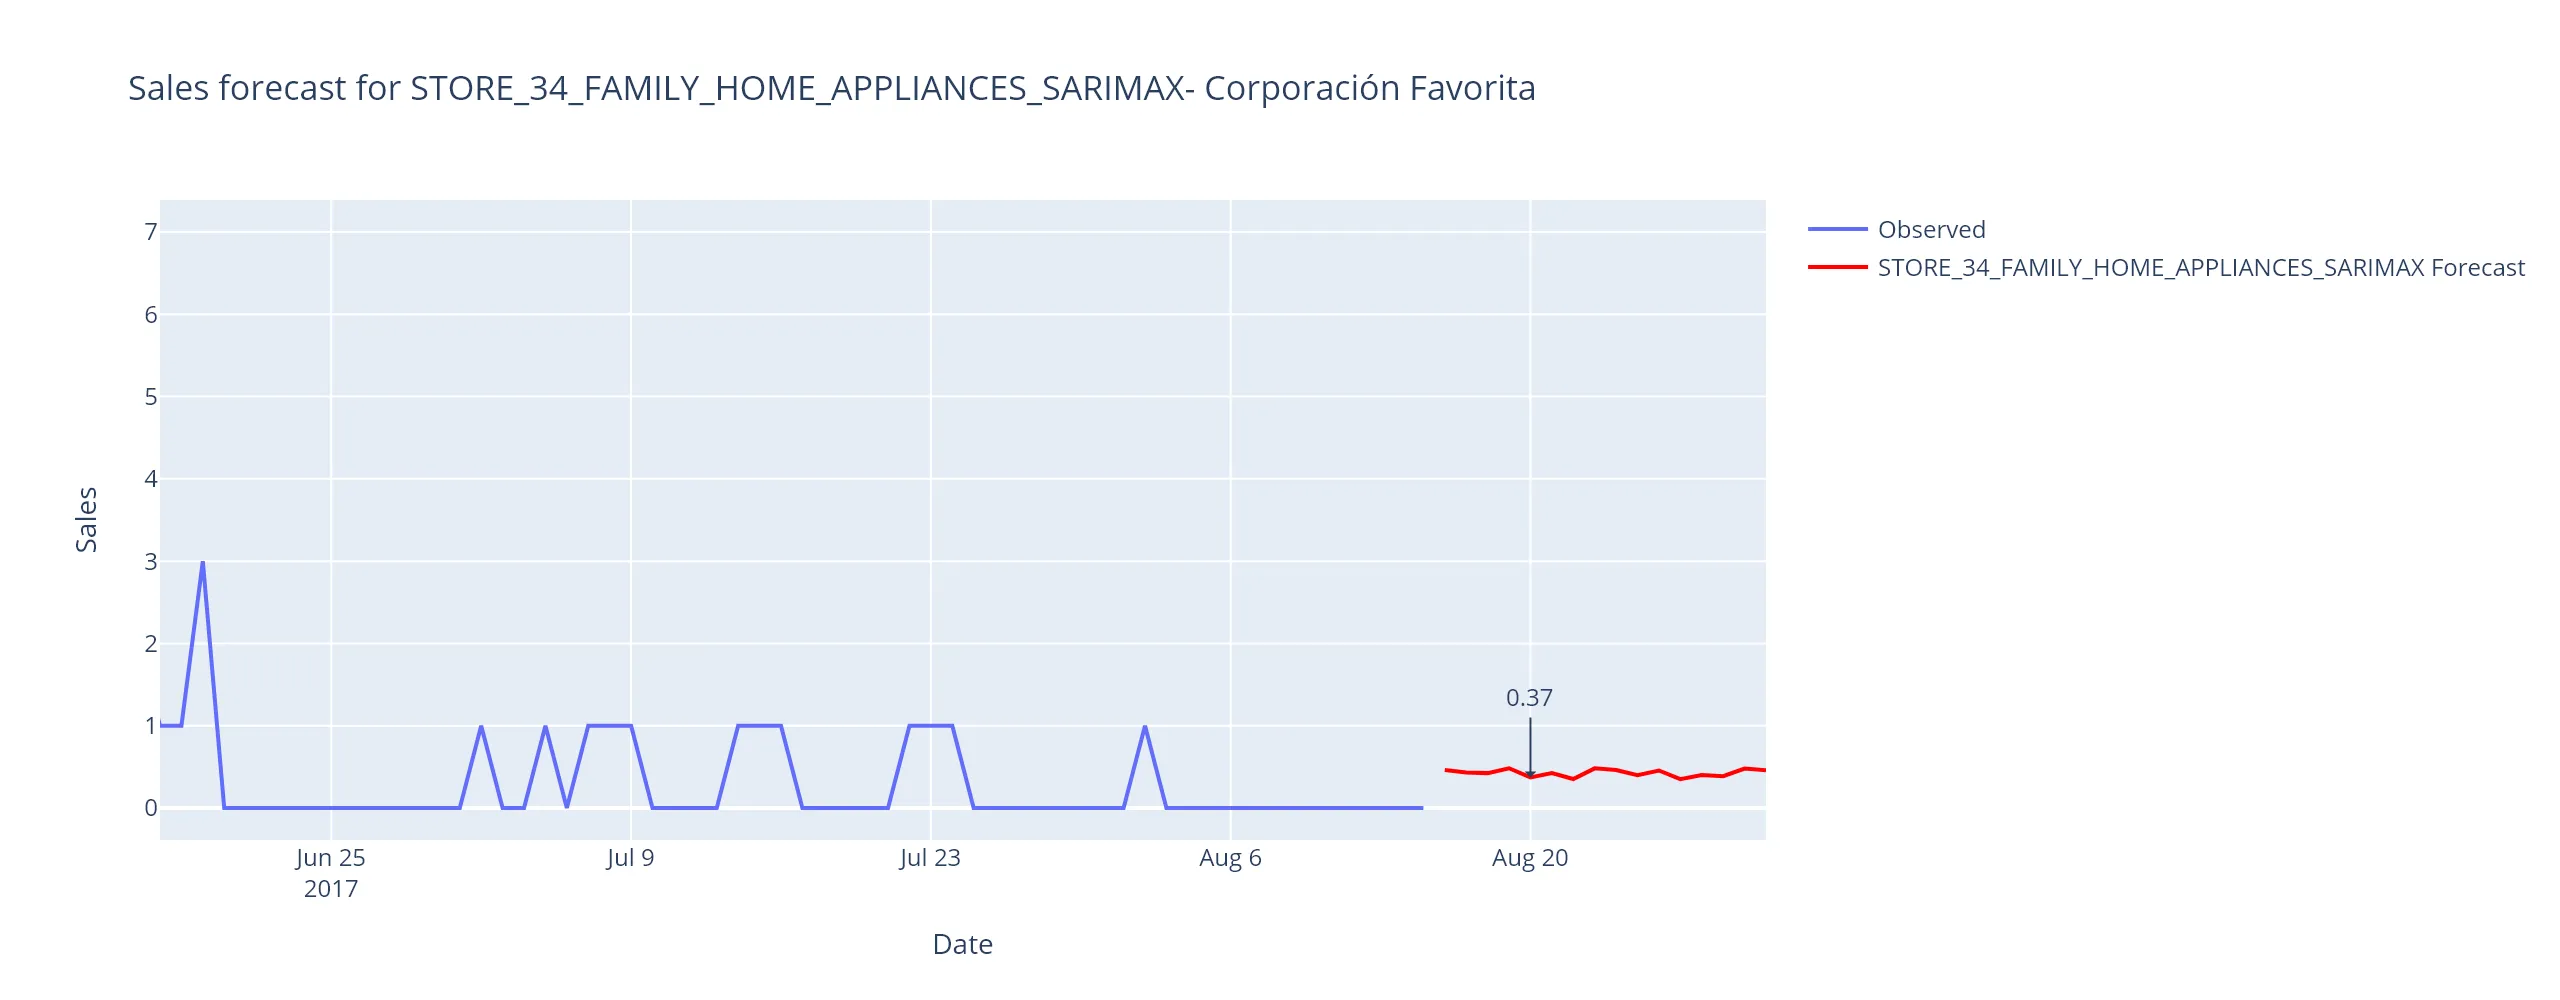 Sales forecast for STORE_34_FAMILY_HOME_APPLIANCES_SARIMAX- Corporación Favorita
Observed
STORE_34_FAMILY_HOME_APPLIANCES_SARIMAX Forecast
7
6
5
4
3
2
1
0
Sales
0.37
Jun 25
2017
Jul 9
Jul 23
Aug 6
Aug 20
Date